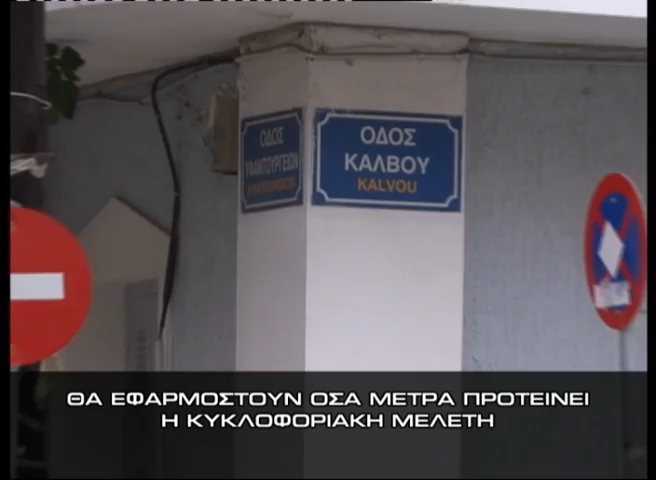 ΟΔΟΣ
ΥΦΑΝΤΟΥΡΓΕΙΩΝ
ΟΔΟΣ
ΚΑΛΒΟΥ
KALVOU
ΘΑ ΕΦΑΡΜΟΣΤΟΥΝ ΟΣΑ ΜΕΤΡΑ ΠΡΟΤΕΙΝΕΙ
Η ΚΥΚΛΟΦΟΡΙΑΚΗ ΜΕΛΕΤΗ